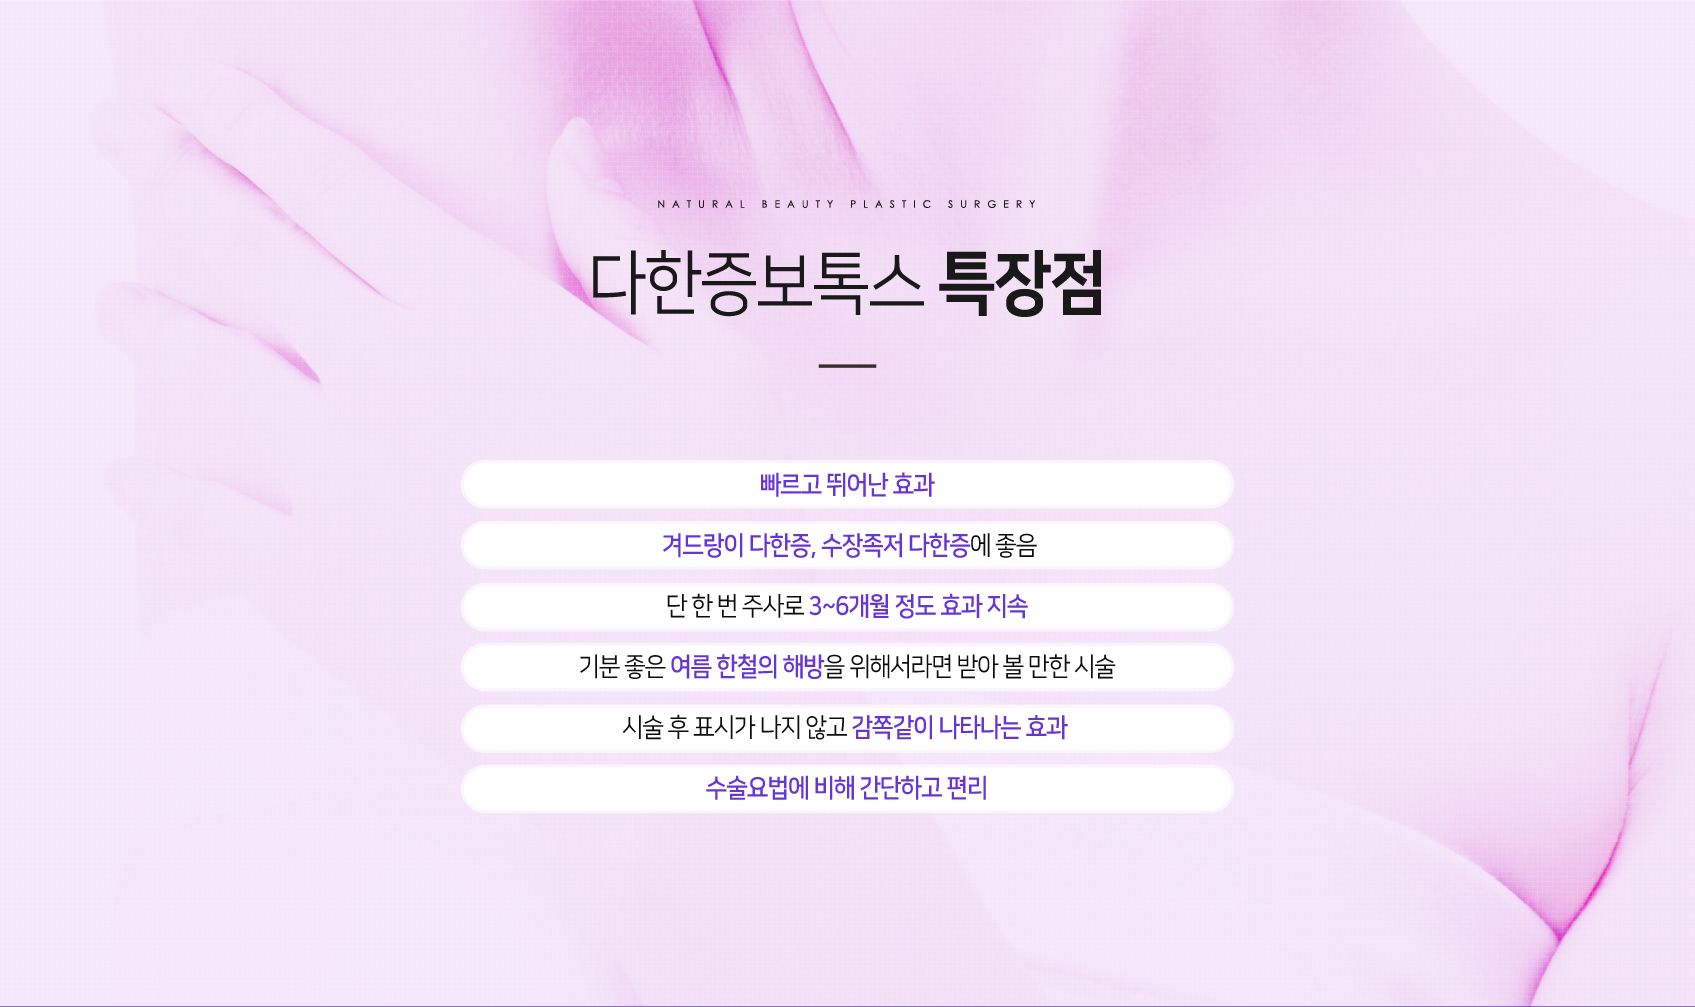 NATURAL BEAUTY PLASTIC SURGERY
다한증보톡스 특장점
빠르고 뛰어난 효과
겨드랑이 다한증, 수장족저 다한증에 좋음
단 한 번 주사로 3~6개월 정도 효과 지속
기분 좋은 여름 한철의 해방을 위해서라면 받아 볼 만한 시술
시술 후 표시가 나지 않고 감쪽같이 나타나는 효과
수술요법에 비해 간단하고 편리